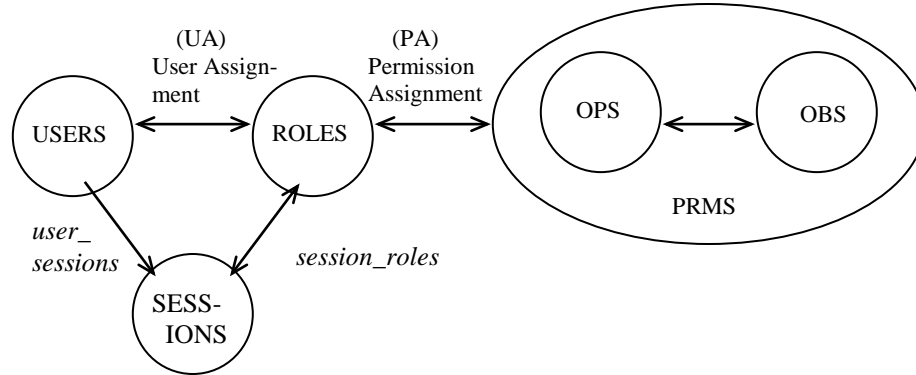 (UA)
User Assign-
ment
(PA)
Permission
Assignment
USERS
ROLES
OPS
OBS
PRMS
user_
sessions
session_roles
SESS-
IONS